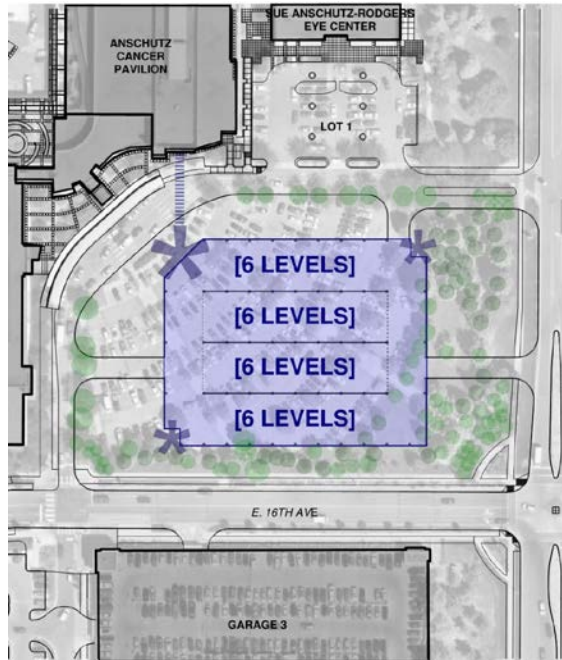 SUE ANSCHUTZ-RODGERS
EYE CENTER
ANSCHUTZ
CANCER
PAVILION
LOT 1
[6 LEVELS]
[6 LEVELS]
[6 LEVELS]
[6 LEVELS]
E. 16TH AVE
GARAGE 3